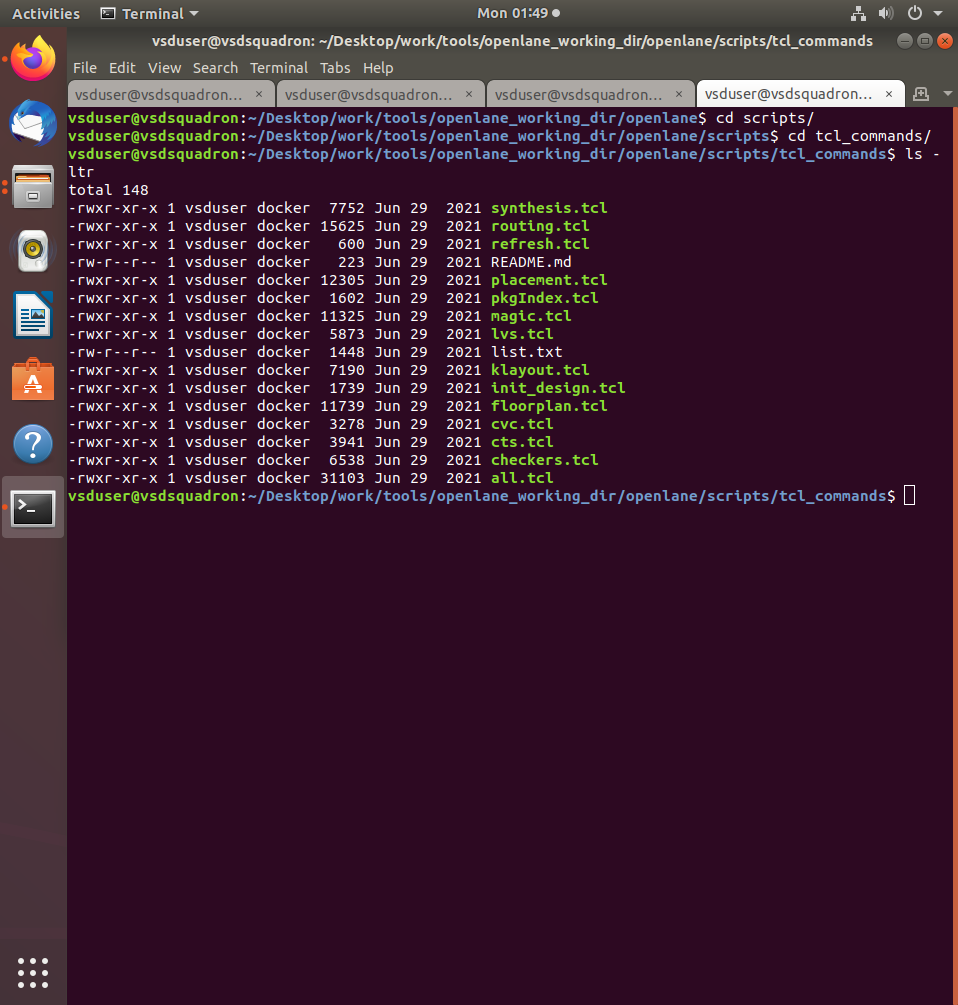 Activities Terminal Mon 01:49
vsduser@vsdsquadron: ~/Desktop/work/tools/openlane_working_dir/openlane/scripts/tcl_commands
File Edit View Search Terminal Tabs Help
vsduser@vsdsquadron... × vsduser@vsdsquadron... × vsduser@vsdsquadron... × vsduser@vsdsquadron... ×
vsduser@vsdsquadron:~/Desktop/work/tools/openlane_working_dir/openlane$ cd scripts/
vsduser@vsdsquadron:~/Desktop/work/tools/openlane_working_dir/openlane/scripts$ cd tcl_commands/
vsduser@vsdsquadron:~/Desktop/work/tools/openlane_working_dir/openlane/scripts/tcl_commands$ ls -
ltr
total 148
-rwxr-xr-x 1 vsduser docker  7752 Jun 29  2021 synthesis.tcl
-rwxr-xr-x 1 vsduser docker 15625 Jun 29  2021 routing.tcl
-rwxr-xr-x 1 vsduser docker   600 Jun 29  2021 refresh.tcl
-rw-r--r-- 1 vsduser docker   223 Jun 29  2021 README.md
-rwxr-xr-x 1 vsduser docker 12305 Jun 29  2021 placement.tcl
-rwxr-xr-x 1 vsduser docker  1602 Jun 29  2021 pkgIndex.tcl
-rwxr-xr-x 1 vsduser docker 11325 Jun 29  2021 magic.tcl
-rwxr-xr-x 1 vsduser docker  5873 Jun 29  2021 lvs.tcl
-rw-r--r-- 1 vsduser docker  1448 Jun 29  2021 list.txt
-rwxr-xr-x 1 vsduser docker  7190 Jun 29  2021 klayout.tcl
-rwxr-xr-x 1 vsduser docker  1739 Jun 29  2021 init_design.tcl
-rwxr-xr-x 1 vsduser docker 11739 Jun 29  2021 floorplan.tcl
-rwxr-xr-x 1 vsduser docker  3278 Jun 29  2021 cvc.tcl
-rwxr-xr-x 1 vsduser docker  3941 Jun 29  2021 cts.tcl
-rwxr-xr-x 1 vsduser docker  6538 Jun 29  2021 checkers.tcl
-rwxr-xr-x 1 vsduser docker 31103 Jun 29  2021 all.tcl
vsduser@vsdsquadron:~/Desktop/work/tools/openlane_working_dir/openlane/scripts/tcl_commands$